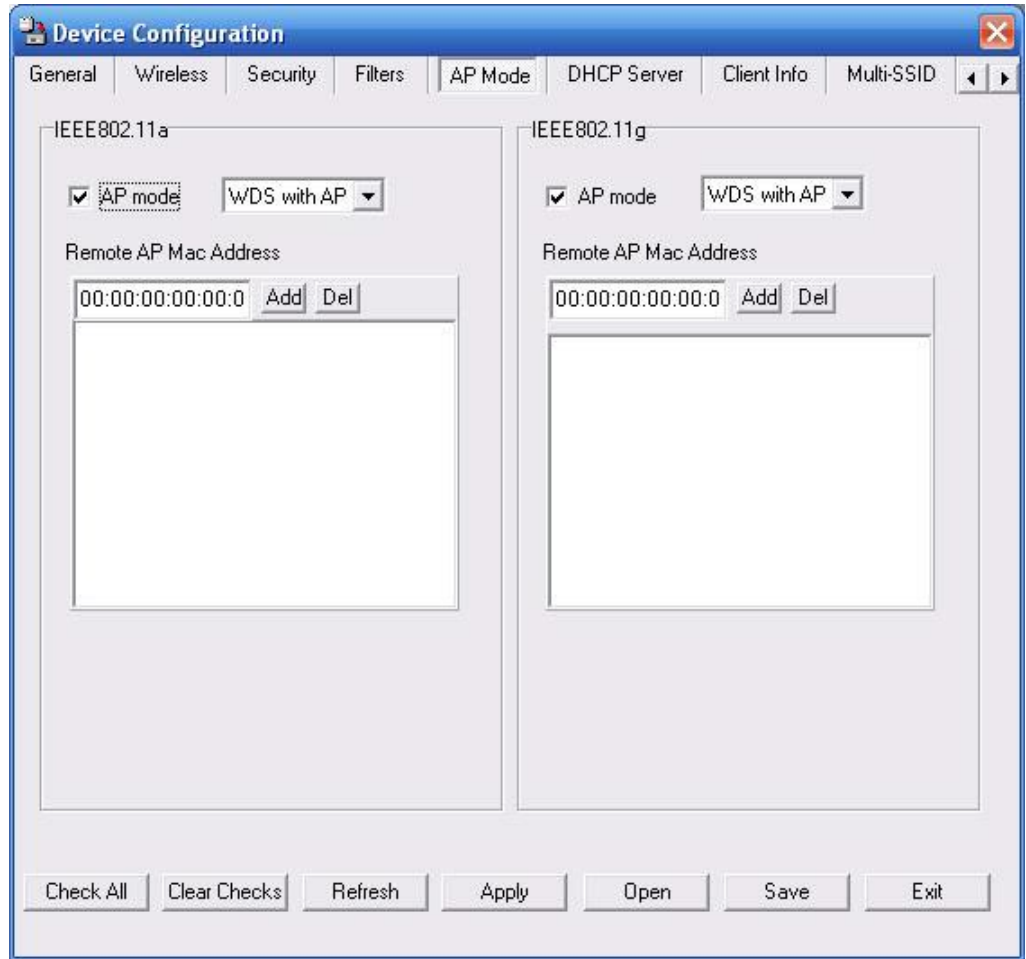 Device Configuration
General Wireless Security Filters AP Mode DHCP Server Client Info Multi-SSID
IEEE802.11a
AP mode WDS with AP
Remote AP Mac Address
00:00:00:00:00:0 Add Del
IEEE802.11g
AP mode WDS with AP
Remote AP Mac Address
00:00:00:00:00:0 Add Del
Check All Clear Checks Refresh Apply Open Save Exit